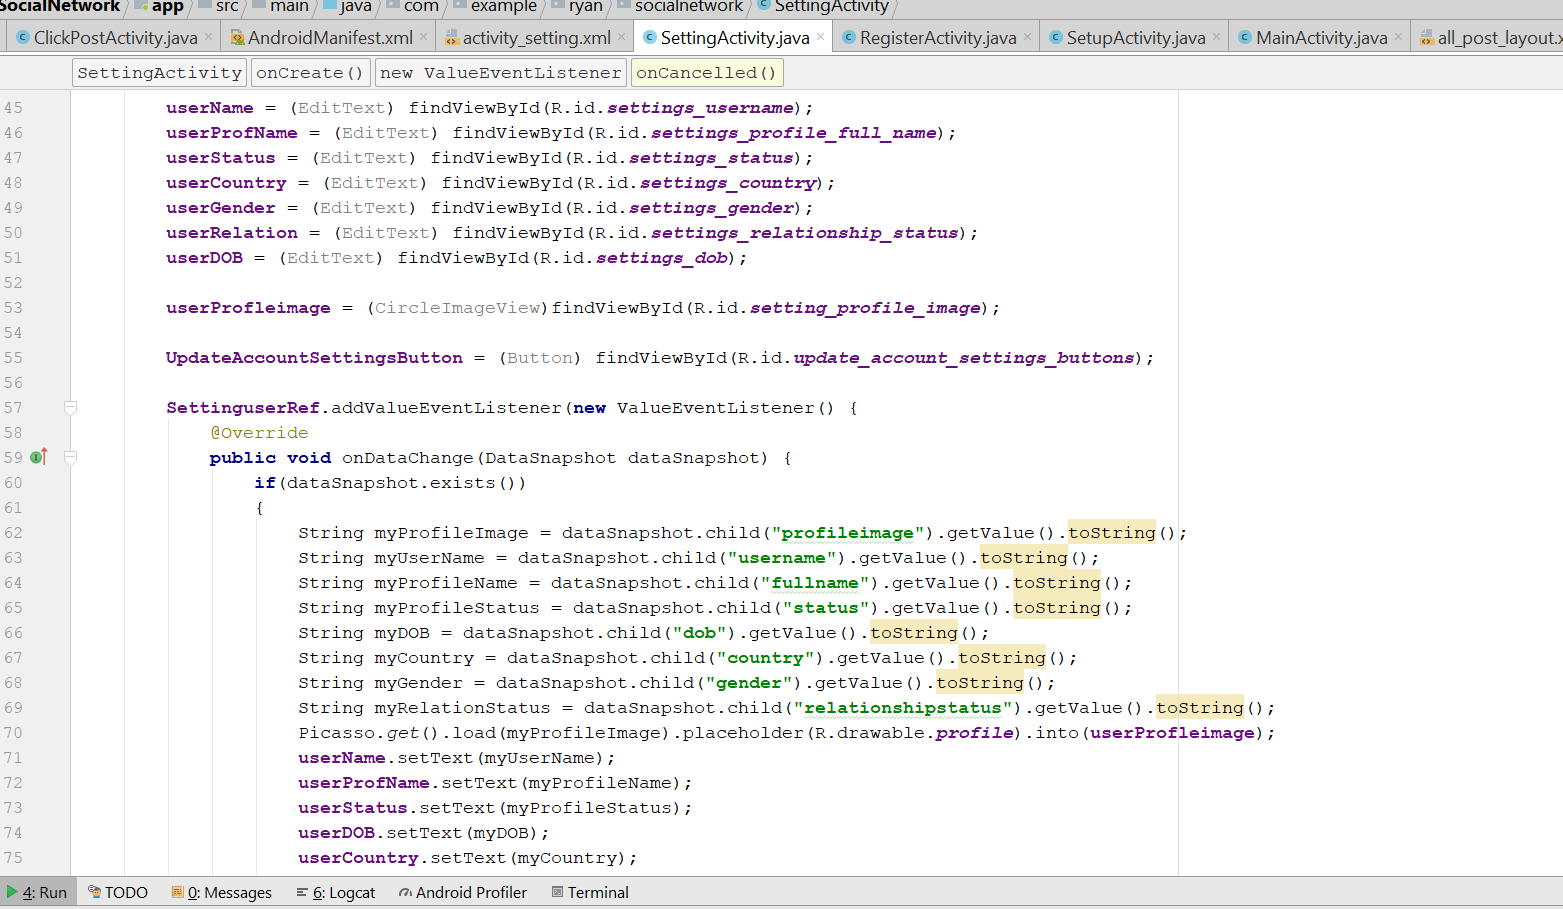 SocialNetwork app src main java com example ryan socialnetwork SettingActivity
ClickPostActivity.java AndroidManifest.xml activity_setting.xml SettingActivity.java RegisterActivity.java SetupActivity.java MainActivity.java all_post_layout.x
SettingActivity onCreate() new ValueEventListener onCancelled()
45 userName = (EditText) findViewById(R.id.settings_username);
46 userProfName = (EditText) findViewById(R.id.settings_profile_full_name);
47 userStatus = (EditText) findViewById(R.id.settings_status);
48 userCountry = (EditText) findViewById(R.id.settings_country);
49 userGender = (EditText) findViewById(R.id.settings_gender);
50 userRelation = (EditText) findViewById(R.id.settings_relationship_status);
51 userDOB = (EditText) findViewById(R.id.settings_dob);
52
53 userProfleimage = (CircleImageView)findViewById(R.id.setting_profile_image);
54
55 UpdateAccountSettingsButton = (Button) findViewById(R.id.update_account_settings_buttons);
56
57 SettinguserRef.addValueEventListener(new ValueEventListener() {
58 @Override
59 public void onDataChange(DataSnapshot dataSnapshot) {
60 if(dataSnapshot.exists())
61 {
62 String myProfileImage = dataSnapshot.child("profileimage").getValue().toString();
63 String myUserName = dataSnapshot.child("username").getValue().toString();
64 String myProfileName = dataSnapshot.child("fullname").getValue().toString();
65 String myProfileStatus = dataSnapshot.child("status").getValue().toString();
66 String myDOB = dataSnapshot.child("dob").getValue().toString();
67 String myCountry = dataSnapshot.child("country").getValue().toString();
68 String myGender = dataSnapshot.child("gender").getValue().toString();
69 String myRelationStatus = dataSnapshot.child("relationshipstatus").getValue().toString();
70 Picasso.get().load(myProfileImage).placeholder(R.drawable.profile).into(userProfleimage);
71 userName.setText(myUserName);
72 userProfName.setText(myProfileName);
73 userStatus.setText(myProfileStatus);
74 userDOB.setText(myDOB);
75 userCountry.setText(myCountry);
4: Run TODO 0: Messages 6: Logcat Android Profiler Terminal